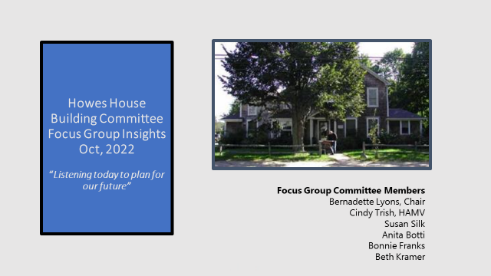 Howes House
Building Committee
Focus Group Insights
Oct, 2022
"Listening today to plan for
our future"
Focus Group Committee Members
Bernadette Lyons, Chair
Cindy Trish, HAMV
Susan Silk
Anita Botti
Bonnie Franks
Beth Kramer